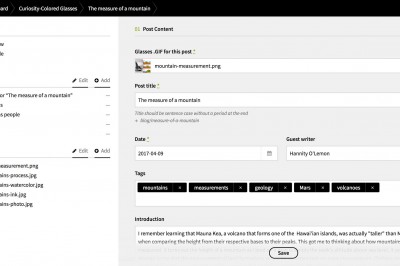 ard
Curiosity Colored Glasses
The measure of a mountain
01 Post Content
Glasses .GIF for this post *
mountain-measurement.png
Post title *
The measure of a mountain
Title should be sentence case without a period at the end
blog/measure-of-a-mountain
Date *
Guest writer
2017-04-09
Hannity O'Lemon
Tags
mountains × measurements × geology × Mars × volcanoes ×
Introduction
I remember learning that Mauna Kea, a volcano that forms one of the Hawai'ian islands, was actually "taller" than
when comparing the height from their respective bases to their peaks. This got me to thinking about how mountains
Save
w
le
Edit Add
or "The measure of a mountain"
s
s people
Edit Add
easurement.png
ains-process.jpg
ains-watercolor.jpg
ains-ink.jpg
ains-photo.jpg